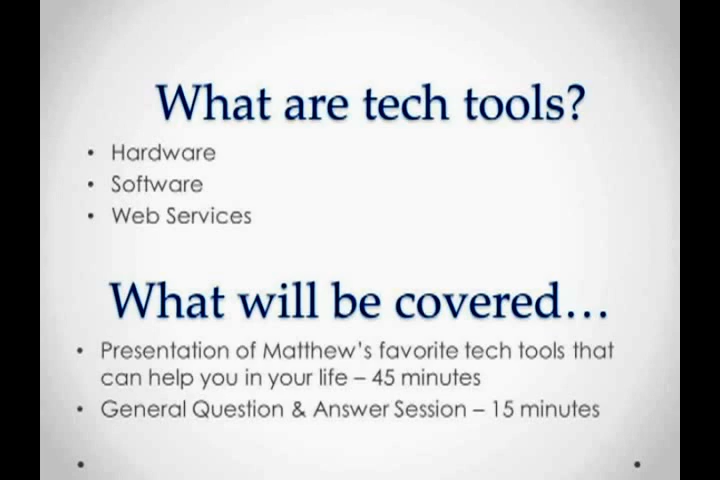 What are tech tools?
• Hardware
• Software
• Web Services
What will be covered…
• Presentation of Matthew's favorite tech tools that
can help you in your life – 45 minutes
• General Question & Answer Session – 15 minutes